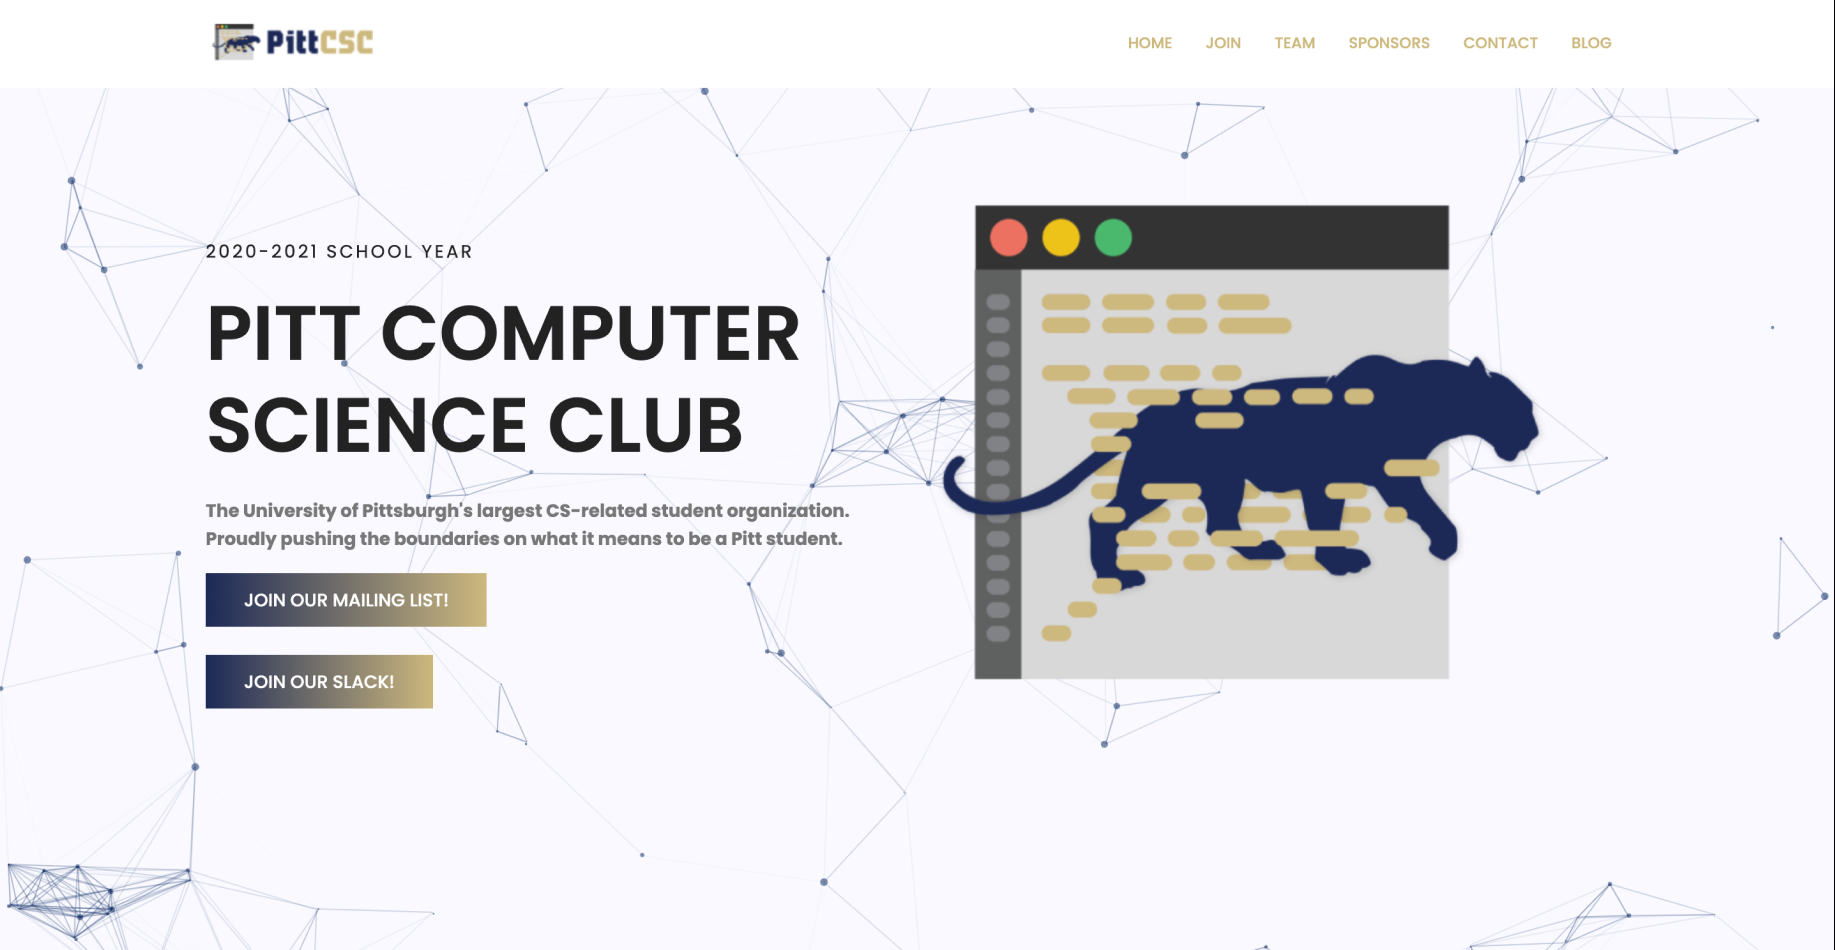 PittCSC
HOME JOIN TEAM SPONSORS CONTACT BLOG
2020-2021 SCHOOL YEAR
PITT COMPUTER
SCIENCE CLUB
The University of Pittsburgh's largest CS-related student organization.
Proudly pushing the boundaries on what it means to be a Pitt student.
JOIN OUR MAILING LIST!
JOIN OUR SLACK!